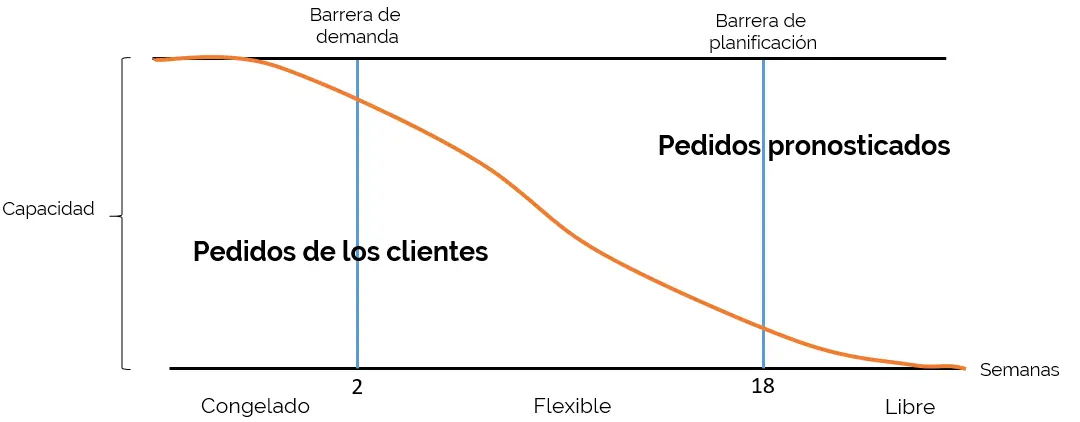 Barrera de
demanda
Barrera de
planificación
Pedidos pronosticados
Capacidad
Pedidos de los clientes
Semanas
2
18
Congelado
Flexible
Libre